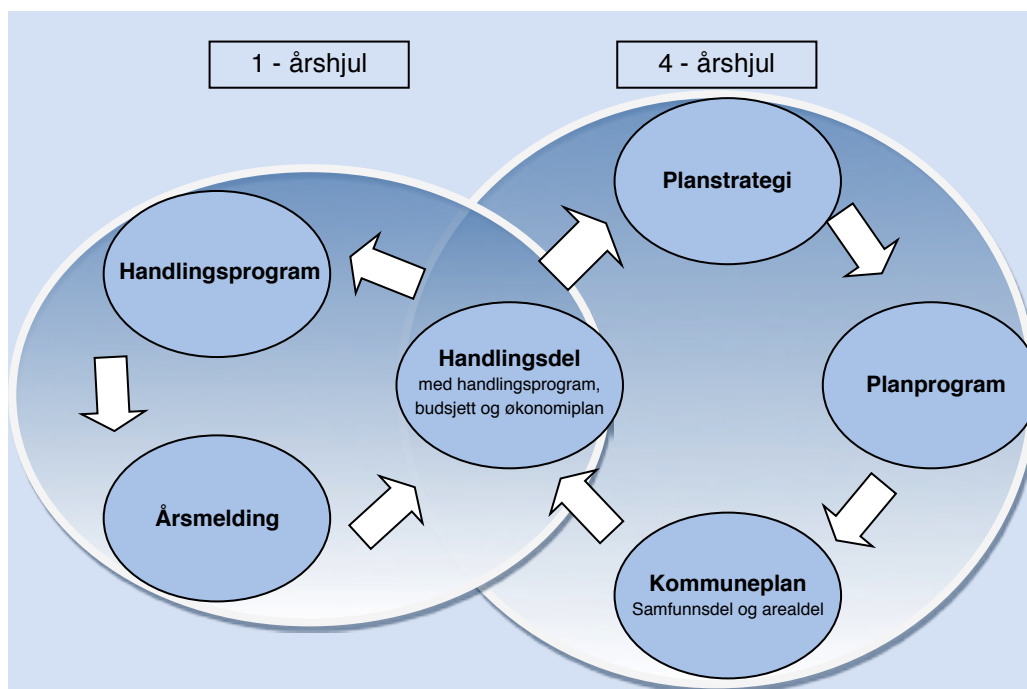 1 - årshjul
4 - årshjul
Planstrategi
Handlingsprogram
Handlingsdel
med handlingsprogram,
budsjett og økonomiplan
Planprogram
Årsmelding
Kommuneplan
Samfunnsdel og arealdel